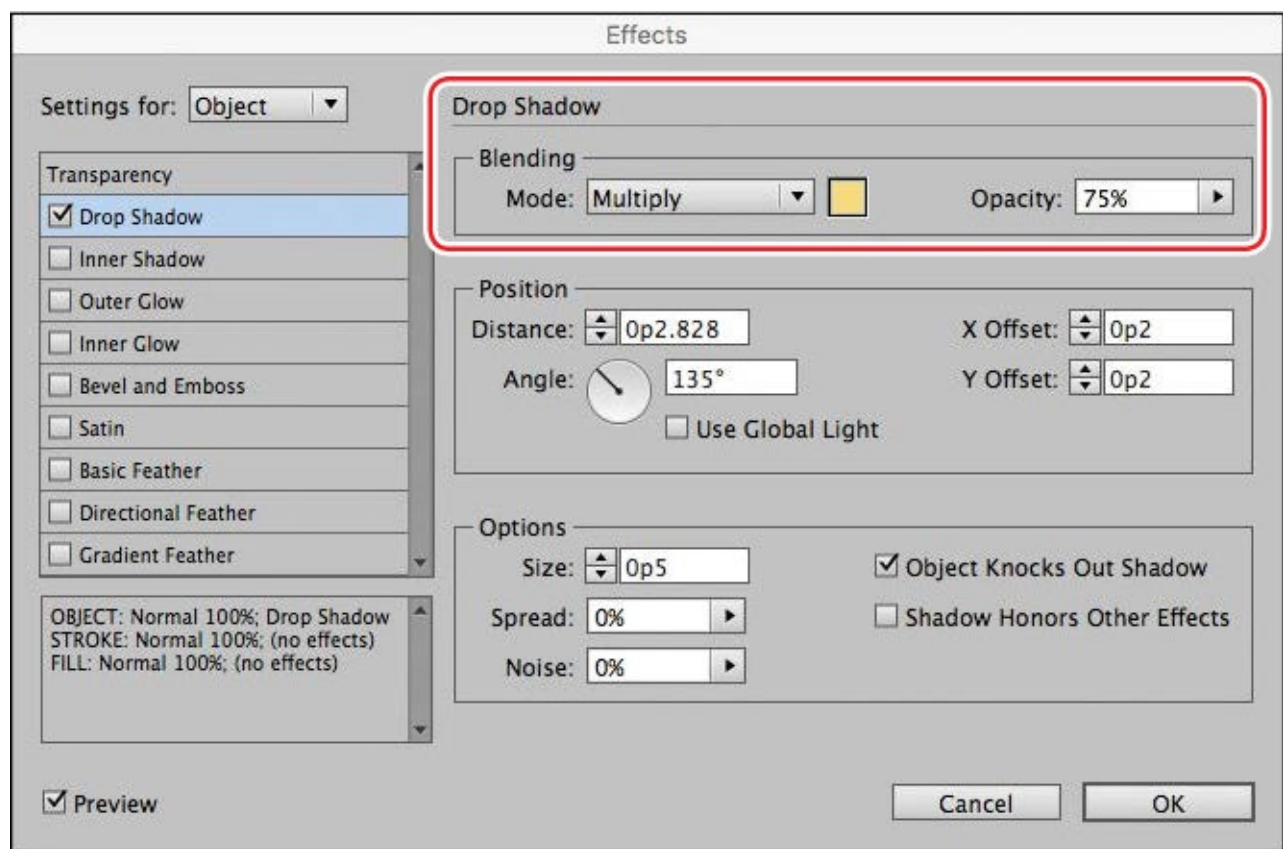 Effects
Settings for: Object
Transparency
Drop Shadow
Inner Shadow
Outer Glow
Inner Glow
Bevel and Emboss
Satin
Basic Feather
Directional Feather
Gradient Feather
OBJECT: Normal 100%; Drop Shadow
STROKE: Normal 100%; (no effects)
FILL: Normal 100%; (no effects)
Preview
Drop Shadow
Blending
Mode: Multiply Opacity: 75%
Position
Distance: 0p2.828 X Offset: 0p2
Angle: 135° Y Offset: 0p2
Use Global Light
Options
Size: 0p5 Object Knocks Out Shadow
Spread: 0% Shadow Honors Other Effects
Noise: 0%
Cancel OK